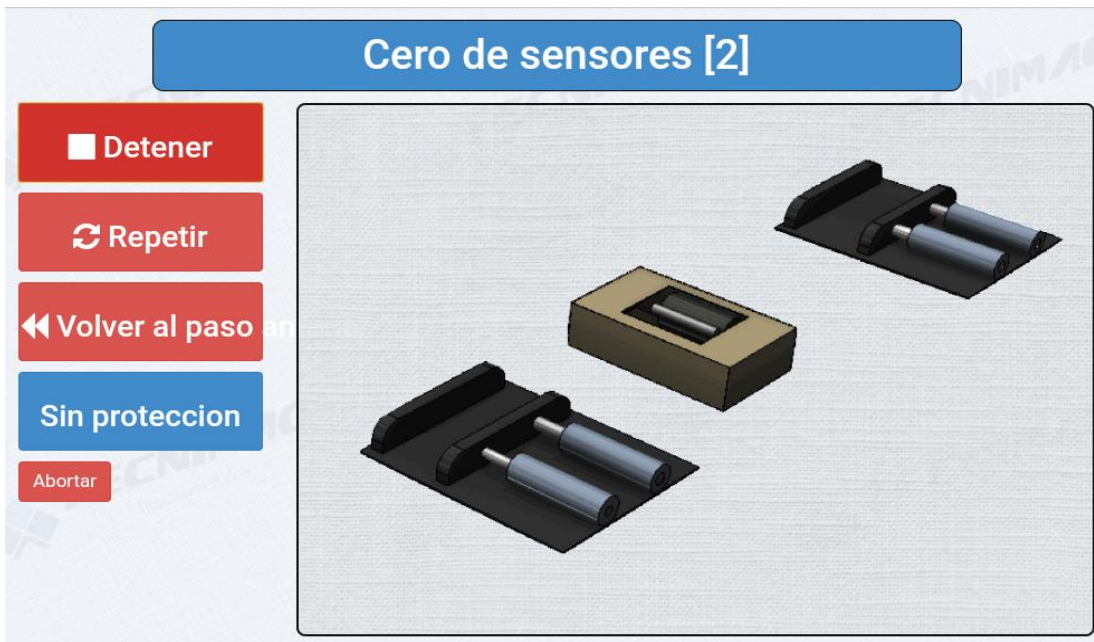 Cero de sensores [2]
Detener
Repetir
Volver al paso an
Sin proteccion
Abortar